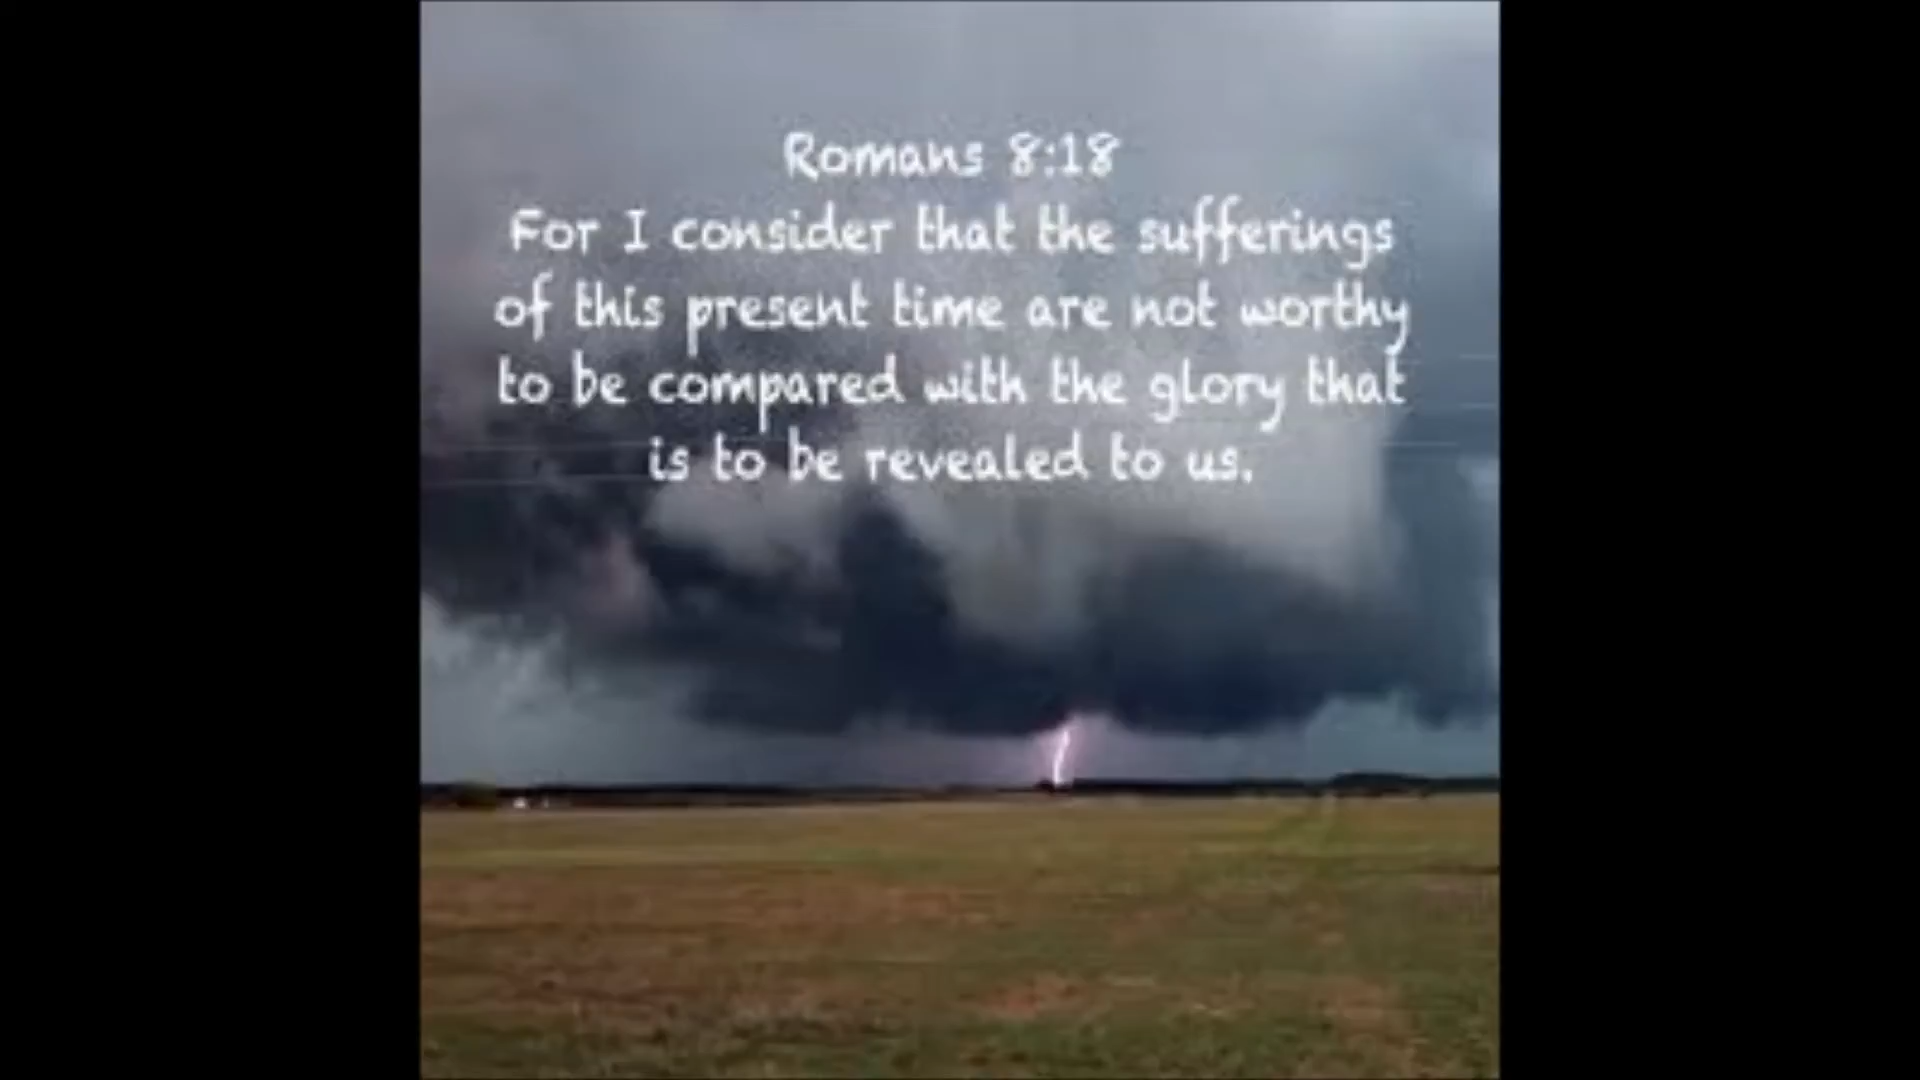 Romans 8:18
For I consider that the sufferings
of this present time are not worthy
to be compared with the glory that
is to be revealed to us.